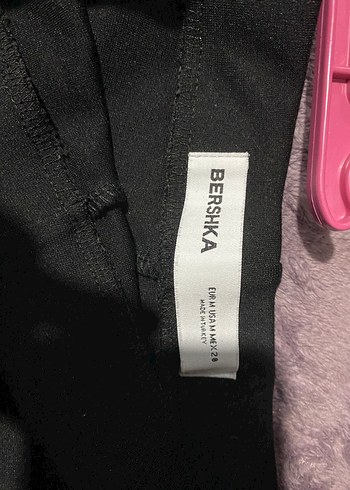 BERSHKA
EUR M USA M MEX 28
MADE IN TURKEY